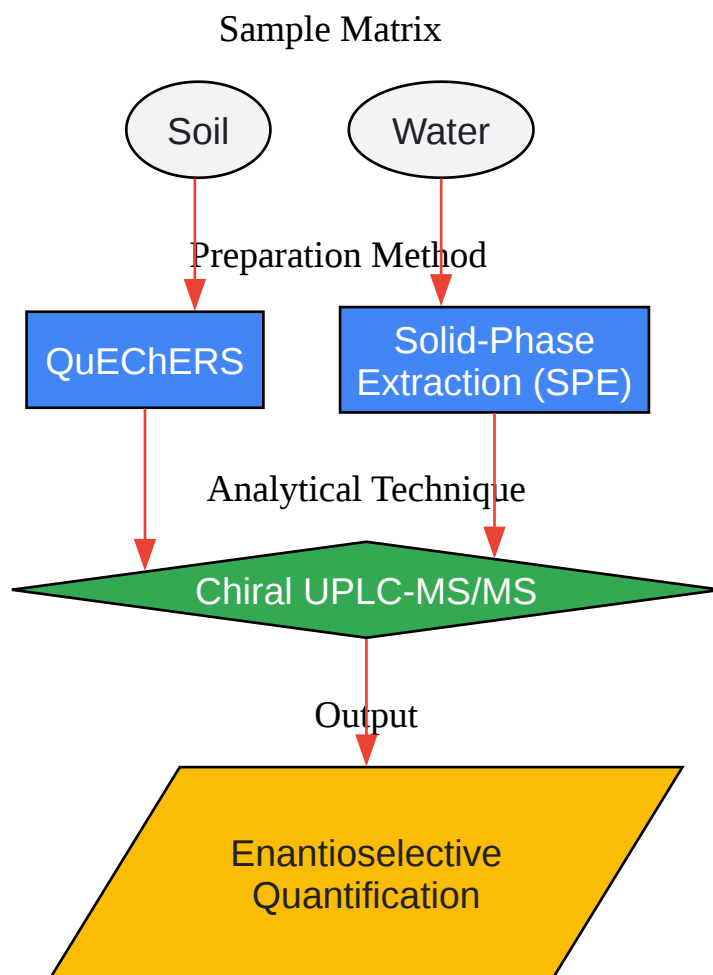 Sample Matrix
Soil
Water
Preparation Method
QuEChERS
Solid-Phase
Extraction (SPE)
Analytical Technique
Chiral UPLC-MS/MS
Output
Enantioselective
Quantification